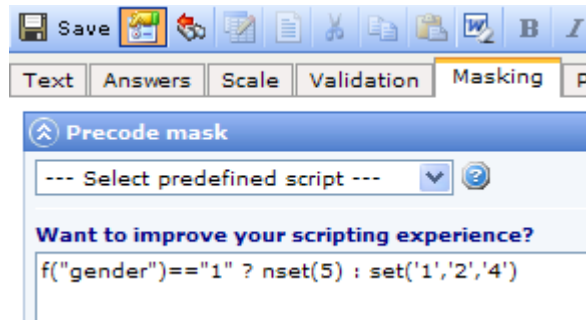 Save B I
Text Answers Scale Validation Masking
Precode mask
--- Select predefined script ---
Want to improve your scripting experience?
f("gender")=="1" ? nset(5) : set('1','2','4')